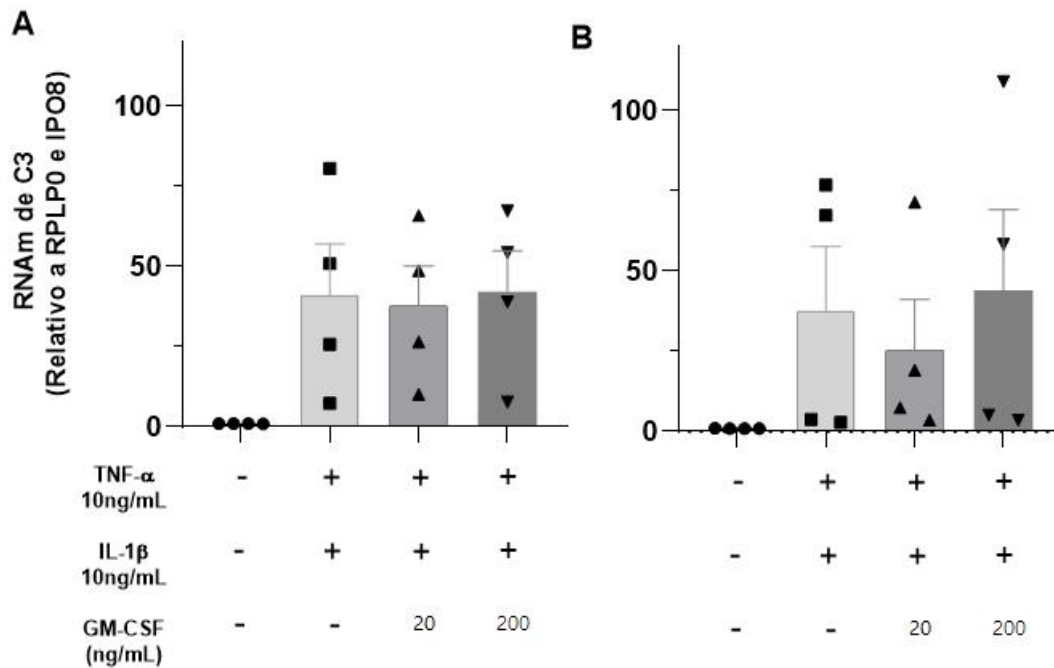 A
B
RNAm de C3
(Relativo a RPLP0 e IPO8)
100
50
0
100
50
0
TNF-α
10ng/mL
- + + +
- + + +
IL-1β
10ng/mL
- + + +
- + + +
GM-CSF
(ng/mL)
- - 20 200
- - 20 200